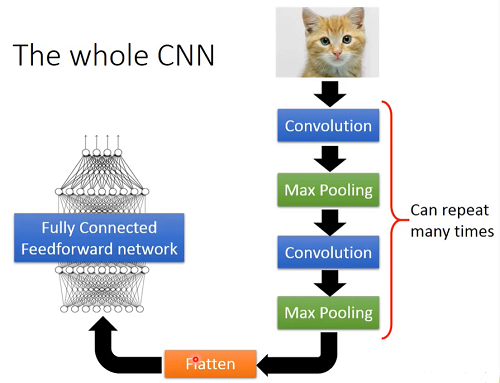 The whole CNN
Convolution
Max Pooling
Convolution
Max Pooling
Can repeat
many times
Flatten
Fully Connected
Feedforward network